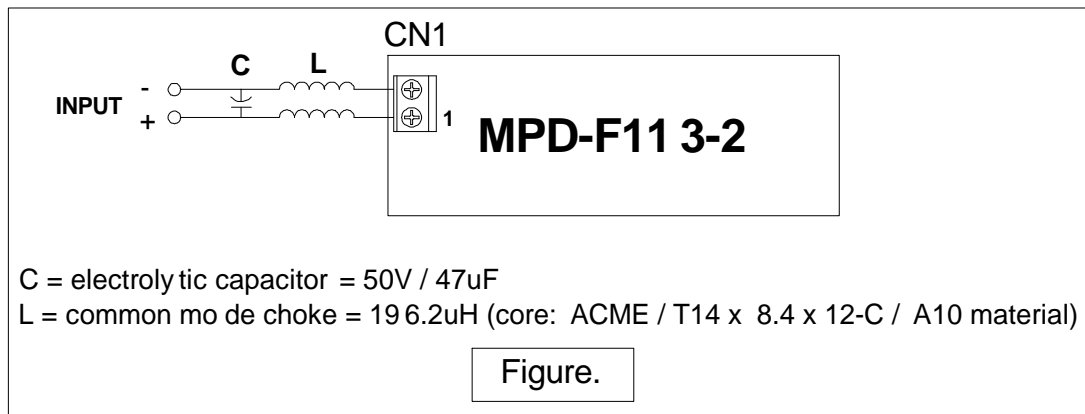 CN1
C L
INPUT - +
1
MPD-F11 3-2
C = electroly tic capacitor = 50V / 47uF
L = common mo de choke = 19 6.2uH (core: ACME / T14 x 8.4 x 12-C / A10 material)
Figure.